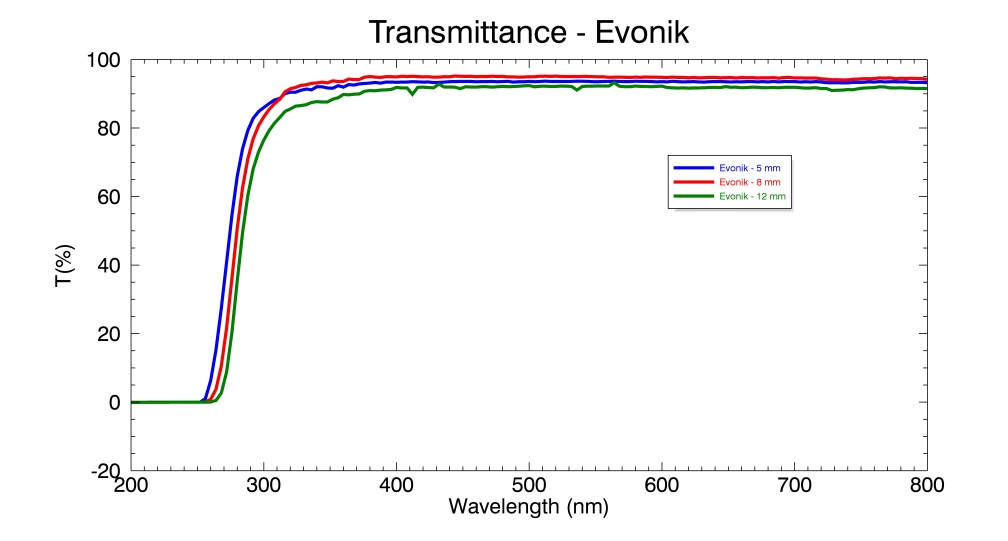 Transmittance - Evonik
100
80
60
40
20
0
-20
T(%)
Evonik - 5 mm
Evonik - 8 mm
Evonik - 12 mm
200 300 400 500 600 700 800
Wavelength (nm)